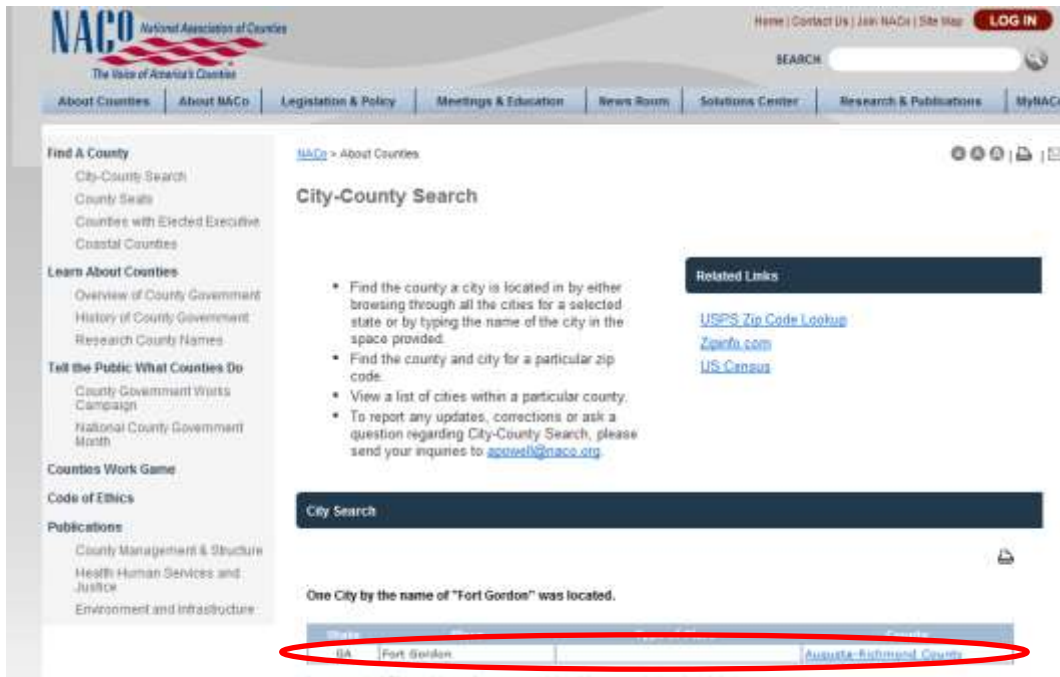 NACo National Association of Counties
The Voice of America's Counties
Home | Contact Us | Join NACo | Site Map LOG IN
SEARCH
About Counties | About NACo | Legislation & Policy | Meetings & Education | News Room | Solutions Center | Research & Publications | MyNACo
Find A County
City-County Search
County Seats
Counties with Elected Executive
Coastal Counties
Learn About Counties
Overview of County Government
History of County Government
Research County Names
Tell the Public What Counties Do
County Government Works
Campaign
National County Government
Month
Counties Work Game
Code of Ethics
Publications
County Management & Structure
Health Human Services and
Justice
Environment and Infrastructure
NACo > About Counties
City-County Search
• Find the county a city is located in by either
browsing through all the cities for a selected
state or by typing the name of the city in the
space provided.
• Find the county and city for a particular zip
code.
• View a list of cities within a particular county.
• To report any updates, corrections or ask a
question regarding City-County Search, please
send your inquiries to apowell@naco.org.
Related Links
USPS Zip Code Lookup
Zipinfo.com
US Census
City Search
One City by the name of "Fort Gordon" was located.
State Place County
GA Fort Gordon Augusta-Richmond County